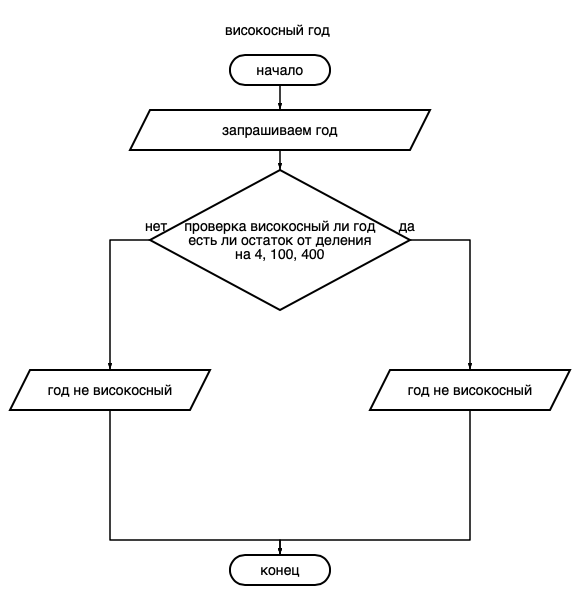 високосный год
начало
запрашиваем год
нет
проверка високосный ли год
есть ли остаток от деления
на 4, 100, 400
да
год не високосный
год не високосный
конец